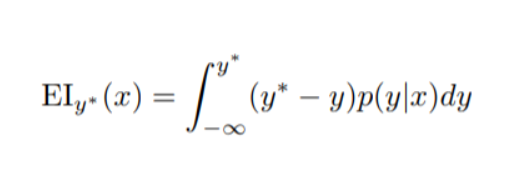 EI_{y^*}(x) = \int_{-\infty}^{y^*} (y^* - y)p(y|x)dy